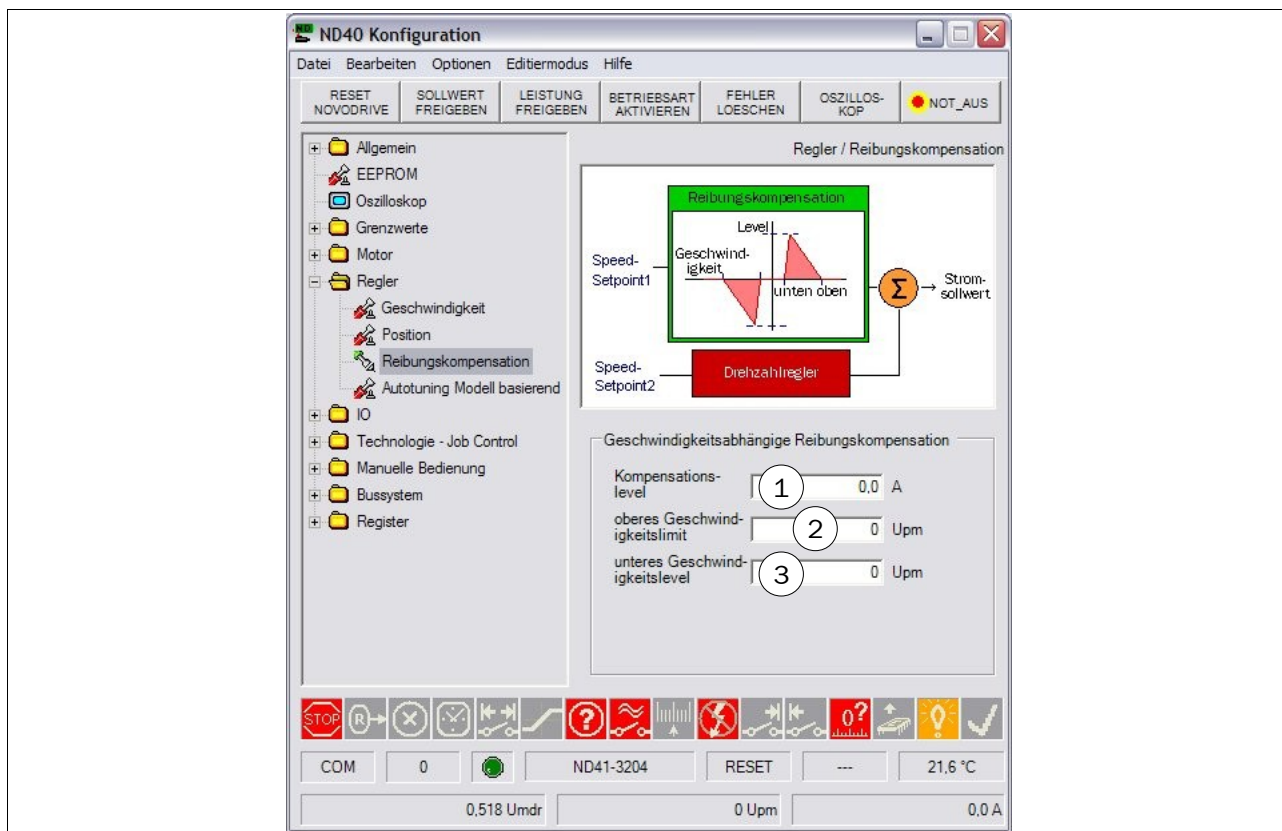 ND40 Konfiguration
Datei Bearbeiten Optionen Editiermodus Hilfe
RESET NOVODRIVE
SOLLWERT FREIGEBEN
LEISTUNG FREIGEBEN
BETRIEBSART AKTIVIEREN
FEHLER LOESCHEN
OSZILLOS-KOP
NOT_AUS
Allgemein
EEPROM
Oszilloskop
Grenzwerte
Motor
Regler
Geschwindigkeit
Position
Reibungskompensation
Autotuning Modell basierend
IO
Technologie - Job Control
Manuelle Bedienung
Bussystem
Register
Regler / Reibungskompensation
Reibungskompensation
Level
Geschwind-
igkeit
unten oben
Speed-
Setpoint1
Σ
Strom-
sollwert
Speed-
Setpoint2
Drehzahlregler
Geschwindigkeitsabhängige Reibungskompensation
Kompensations-
level
1 0,0 A
oberes Geschwind-
igkeitslimit
2 0 Upm
unteres Geschwind-
igkeitslevel
3 0 Upm
STOP R ? 0?
COM 0 ND41-3204 RESET --- 21,6 °C
0,518 Umdr 0 Upm 0,0 A